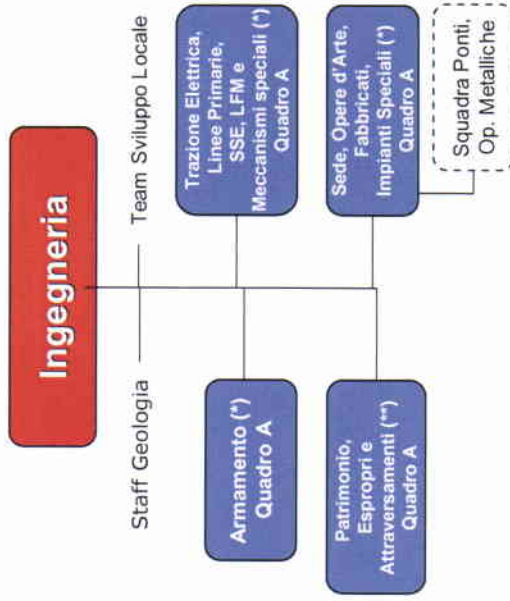 Ingegneria
Staff Geologia
Team Sviluppo Locale
Armamento (*)
Quadro A
Trazione Elettrica,
Linee Primarie,
SSE, LFM e
Meccanismi speciali (*)
Quadro A
Patrimonio,
Espropri e
Attraversamenti (**)
Quadro A
Sede, Opere d'Arte,
Fabbricati,
Impianti Speciali (*)
Quadro A
Squadra Ponti,
Op. Metalliche